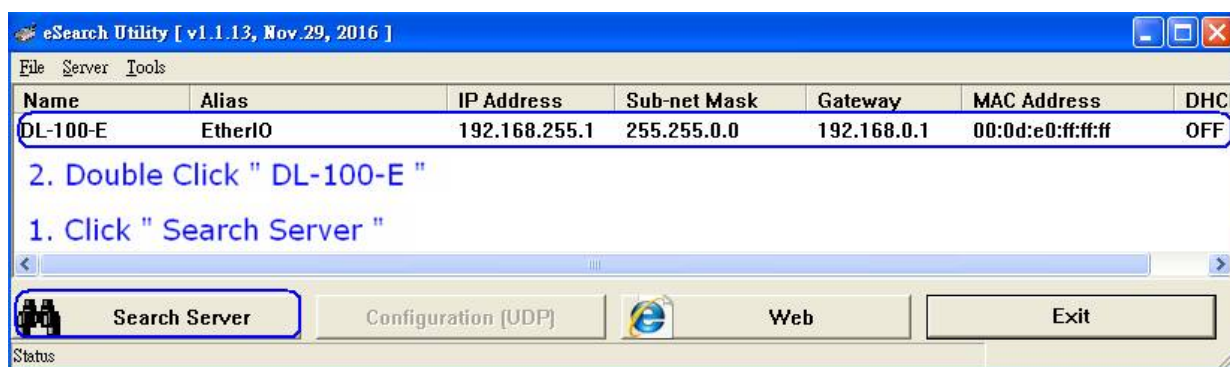 eSearch Utility [ v1.1.13, Nov.29, 2016 ]
File Server Tools
Name Alias IP Address Sub-net Mask Gateway MAC Address DHC
DL-100-E EtherIO 192.168.255.1 255.255.0.0 192.168.0.1 00:0d:e0:ff:ff:ff OFF
2. Double Click " DL-100-E "
1. Click " Search Server "
Search Server Configuration (UDP) Web Exit
Status